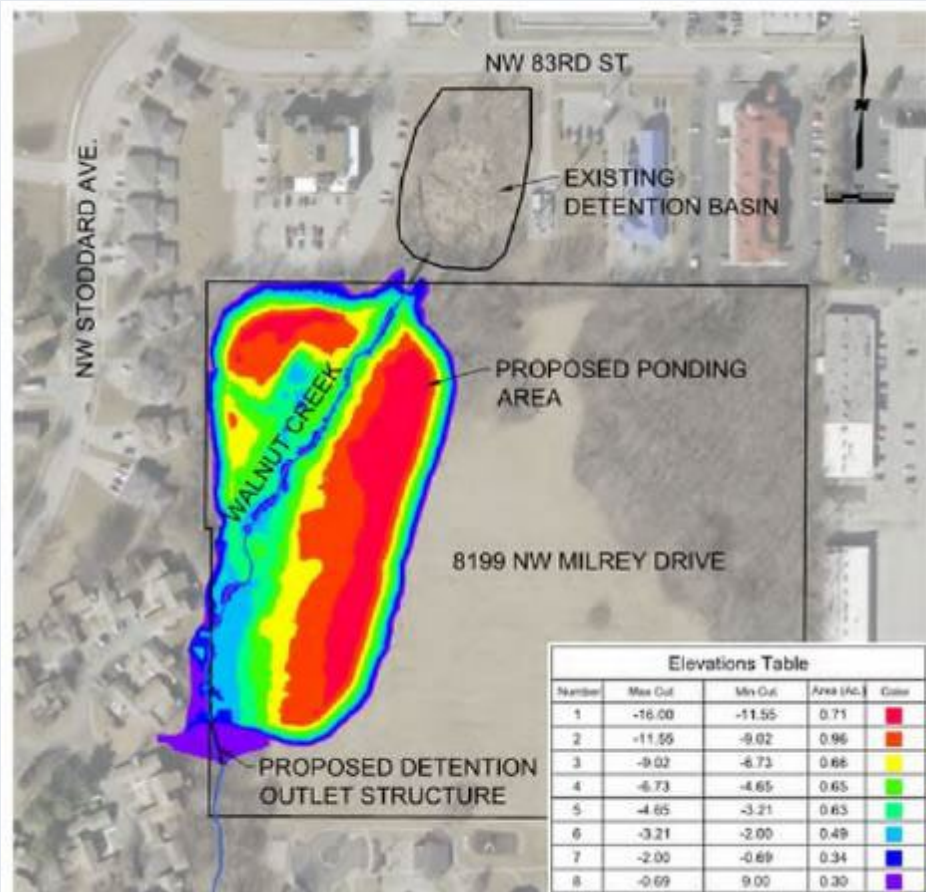 NW 83RD ST.
N
NW STODDARD AVE.
EXISTING
DETENTION BASIN
WALNUT CREEK
PROPOSED PONDING
AREA
8199 NW MILREY DRIVE
PROPOSED DETENTION
OUTLET STRUCTURE
Elevations Table
Number Max Cut Min Cut Area (Ac.) Color
1 -16.00 -11.55 0.71
2 -11.55 -9.02 0.96
3 -9.02 -6.73 0.66
4 -6.73 -4.65 0.65
5 -4.65 -3.21 0.63
6 -3.21 -2.00 0.49
7 -2.00 -0.69 0.34
8 -0.69 9.00 0.30